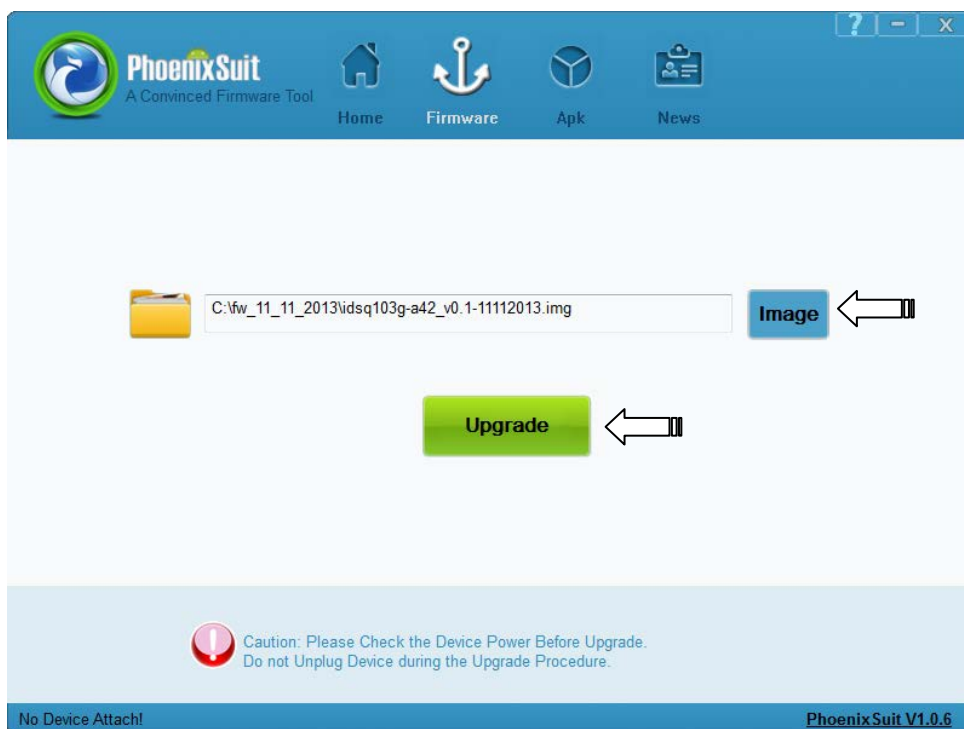 ? - x
PhoenixSuit
A Convinced Firmware Tool
Home Firmware Apk News
C:\fw_11_11_2013\idsq103g-a42_v0.1-11112013.img
Image
Upgrade
Caution: Please Check the Device Power Before Upgrade.
Do not Unplug Device during the Upgrade Procedure.
No Device Attach!
PhoenixSuit V1.0.6